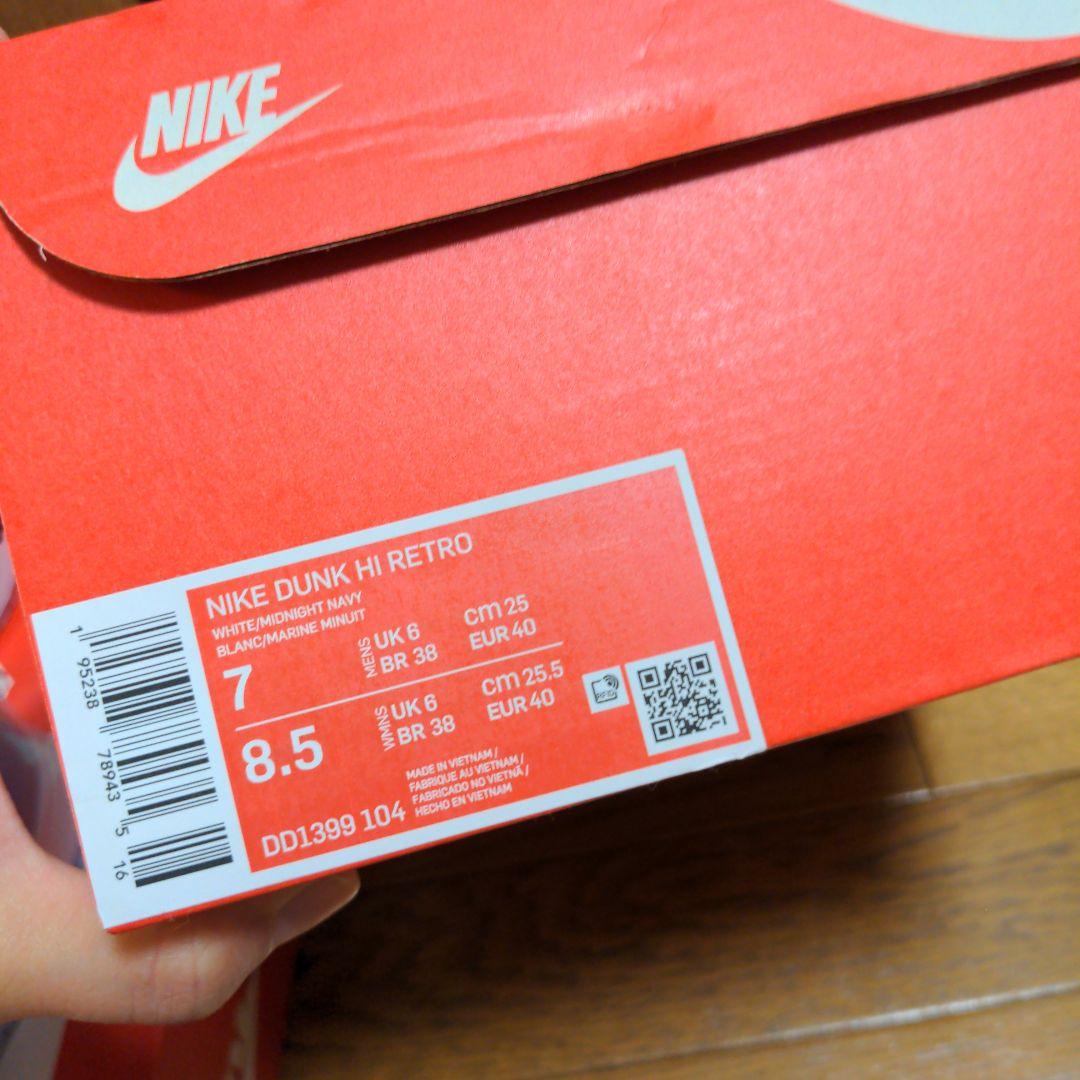 NIKE
NIKE DUNK HI RETRO
WHITE/MIDNIGHT NAVY
BLANC/MARINE MINUIT
7 MENS UK 6 cm 25
BR 38 EUR 40
8.5 WMNS UK 6 cm 25.5
BR 38 EUR 40
RFID
DD1399 104
MADE IN VIETNAM /
FABRIQUE AU VIETNAM /
FABRICADO NO VIETNÃ /
HECHO EN VIETNAM
1 95238 78943 5 16